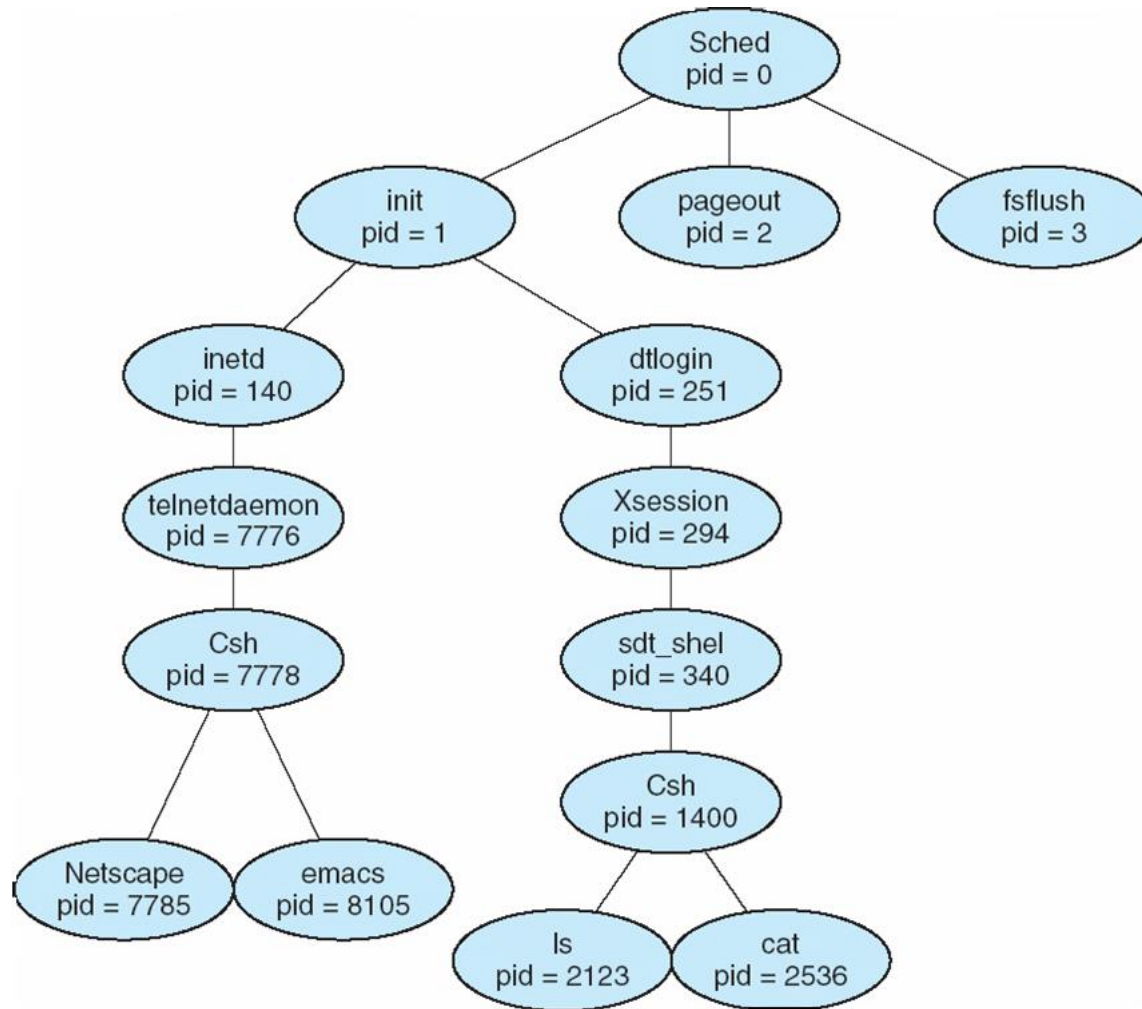 Sched
pid = 0
init
pid = 1
pageout
pid = 2
fsflush
pid = 3
inetd
pid = 140
dtlogin
pid = 251
telnetdaemon
pid = 7776
Xsession
pid = 294
Csh
pid = 7778
sdt_shel
pid = 340
Csh
pid = 1400
Netscape
pid = 7785
emacs
pid = 8105
ls
pid = 2123
cat
pid = 2536